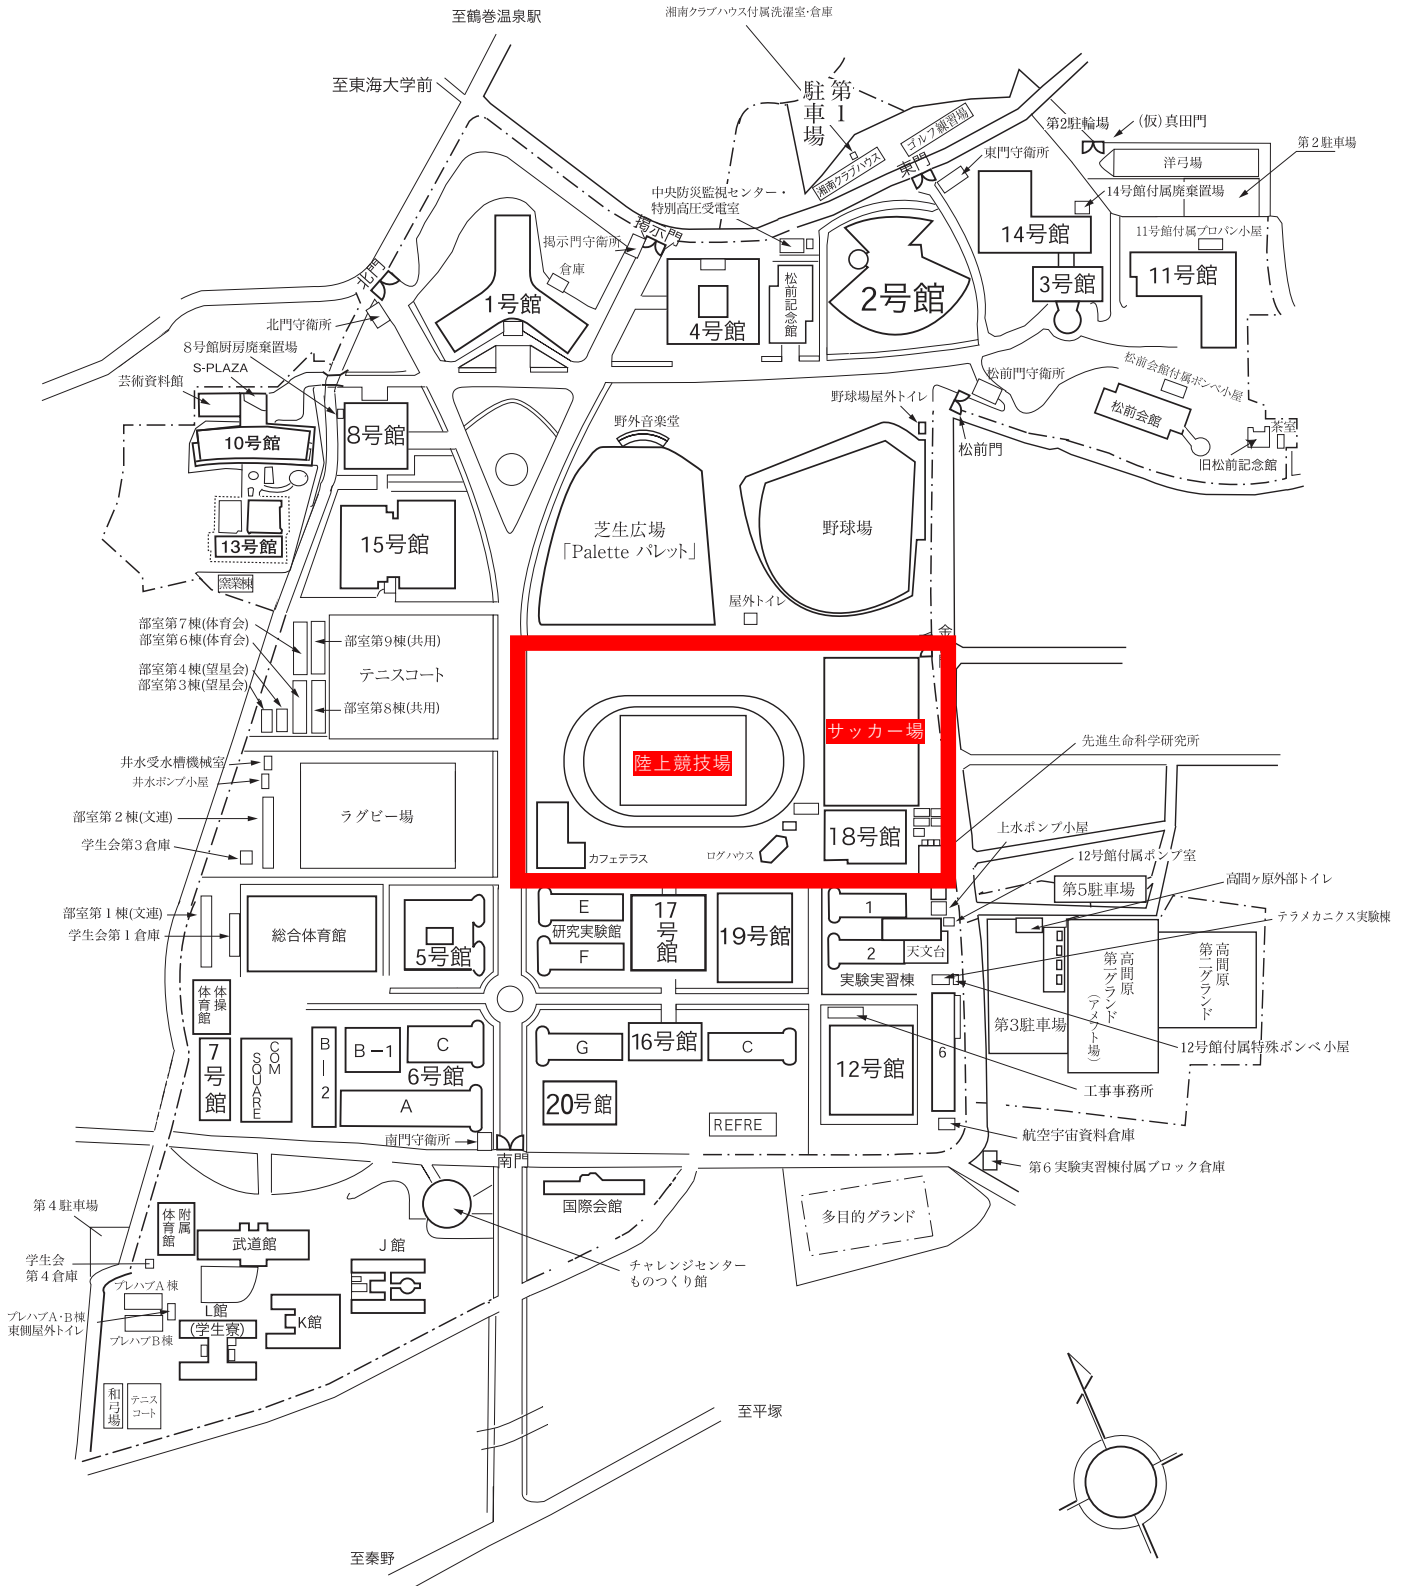 至鶴巻温泉駅
湘南クラブハウス付属洗濯室・倉庫
至東海大学前
第1
駐車場
ゴルフ練習場
湘南クラブハウス
東門
東門守衛所
第2駐輪場
(仮)真田門
第2駐車場
洋弓場
14号館付属廃棄置場
中央防災監視センター・
特別高圧受電室
掲示門
掲示門守衛所
倉庫
北門
北門守衛所
1号館
4号館
松前記念館
2号館
14号館
3号館
11号館付属プロパン小屋
11号館
8号館厨房廃棄置場
S-PLAZA
芸術資料館
10号館
8号館
13号館
窯業棟
15号館
野外音楽堂
芝生広場
「Palette パレット」
野球場屋外トイレ
野球場
屋外トイレ
松前門守衛所
松前門
松前会館付属ボンベ小屋
松前会館
茶室
旧松前記念館
部室第7棟(体育会)
部室第6棟(体育会)
部室第4棟(望星会)
部室第3棟(望星会)
部室第9棟(共用)
テニスコート
部室第8棟(共用)
金
サッカー場
陸上競技場
先進生命科学研究所
井水受水槽機械室
井水ポンプ小屋
部室第2棟(文連)
学生会第3倉庫
ラグビー場
カフェテラス
ログハウス
18号館
上水ポンプ小屋
12号館付属ポンプ室
高間ヶ原外部トイレ
第5駐車場
テラメカニクス実験棟
部室第1棟(文連)
学生会第1倉庫
総合体育館
5号館
E
研究実験館
F
17号館
19号館
1
2
天文台
実験実習棟
高間原
第一グランド
(アメフト場)
高間原
第二グランド
第3駐車場
体操
体育館
7号館
COM
SQUARE
B-2
B-1
C
6号館
A
G
16号館
C
20号館
REFRE
12号館
6
12号館付属特殊ボンベ小屋
工事事務所
航空宇宙資料倉庫
第6実験実習棟付属ブロック倉庫
南門守衛所
南門
国際会館
多目的グランド
チャレンジセンター
ものつくり館
第4駐車場
付属
体育館
武道館
学生会
第4倉庫
プレハブA棟
プレハブA・B棟
東側屋外トイレ
プレハブB棟
L館
(学生寮)
J館
K館
和弓場
テニス
コート
至平塚
至秦野